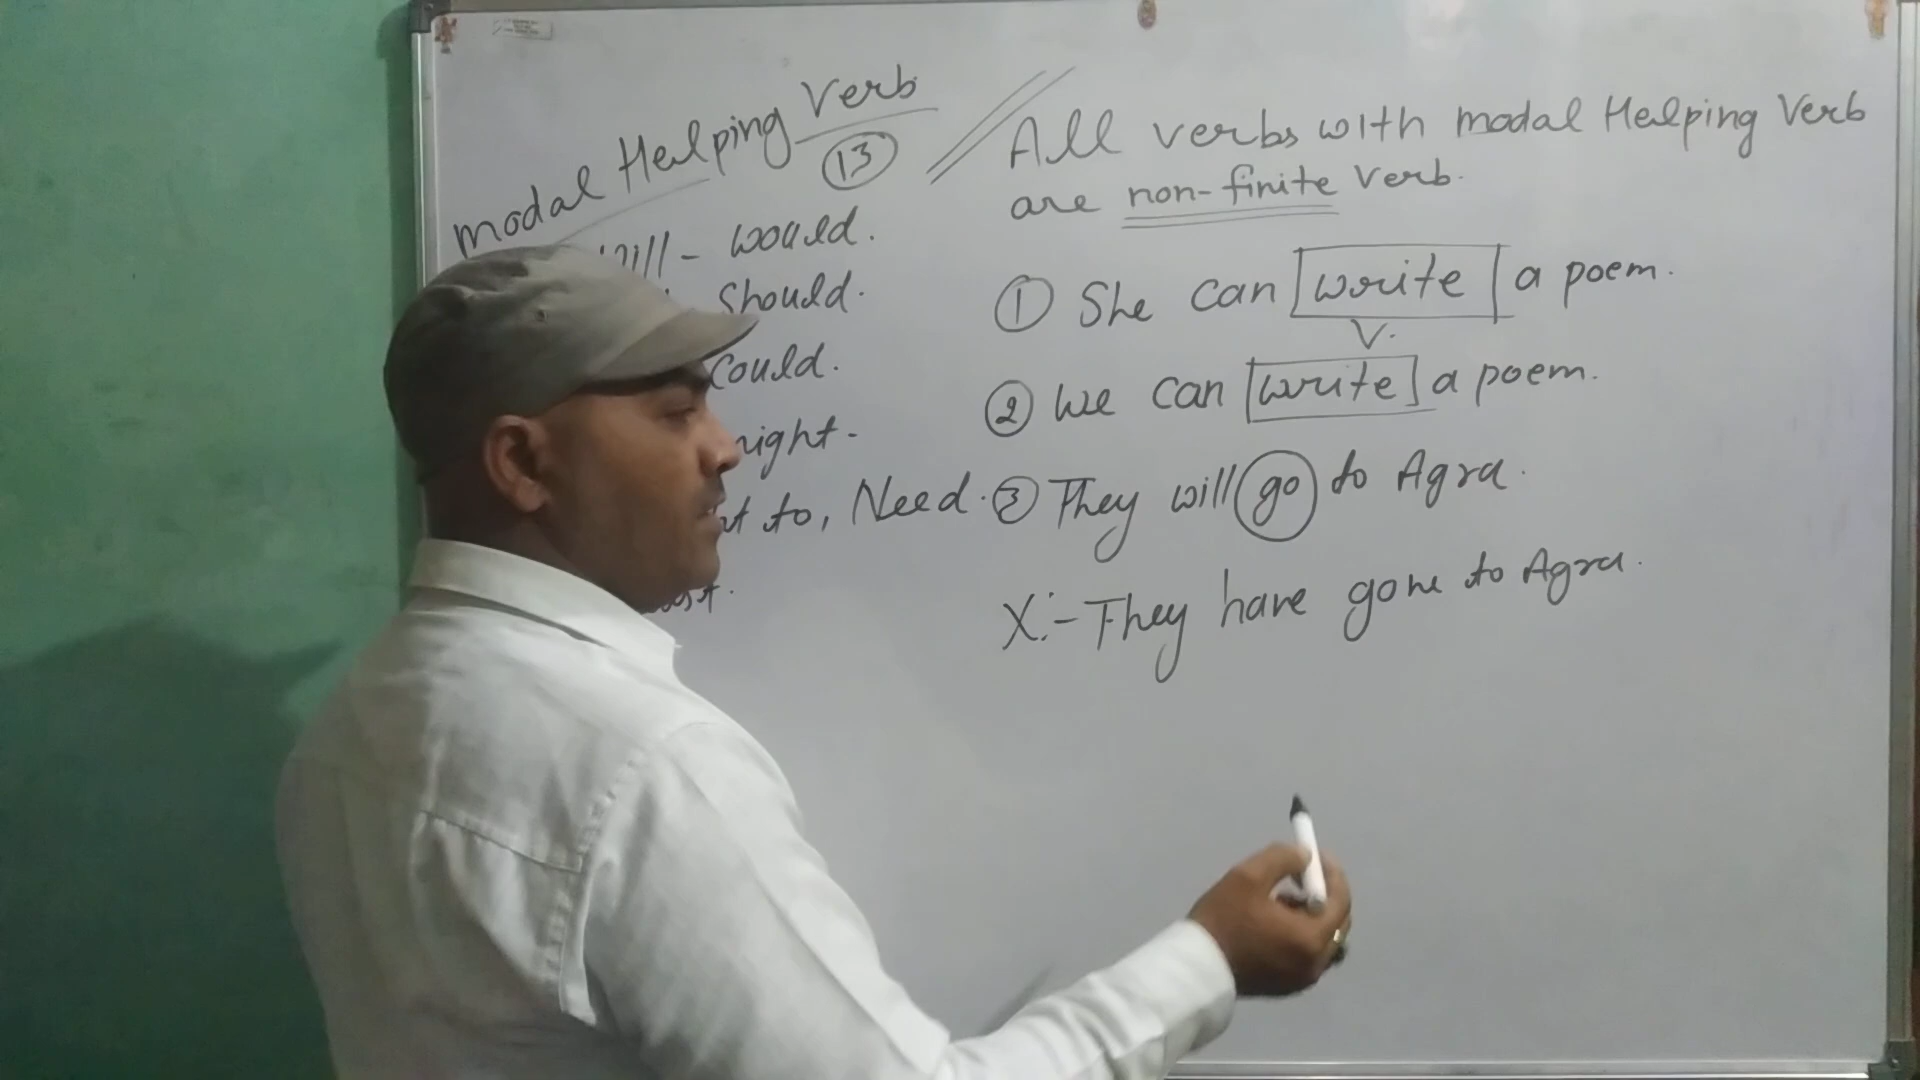 Modal Helping Verb
13
will - would.
should.
could.
to, Need.
All verbs with modal Helping Verb
are non-finite verb.
① She can write a poem.
V.
② We can write a poem.
③ They will go to Agra.
X:- They have gone to Agra.